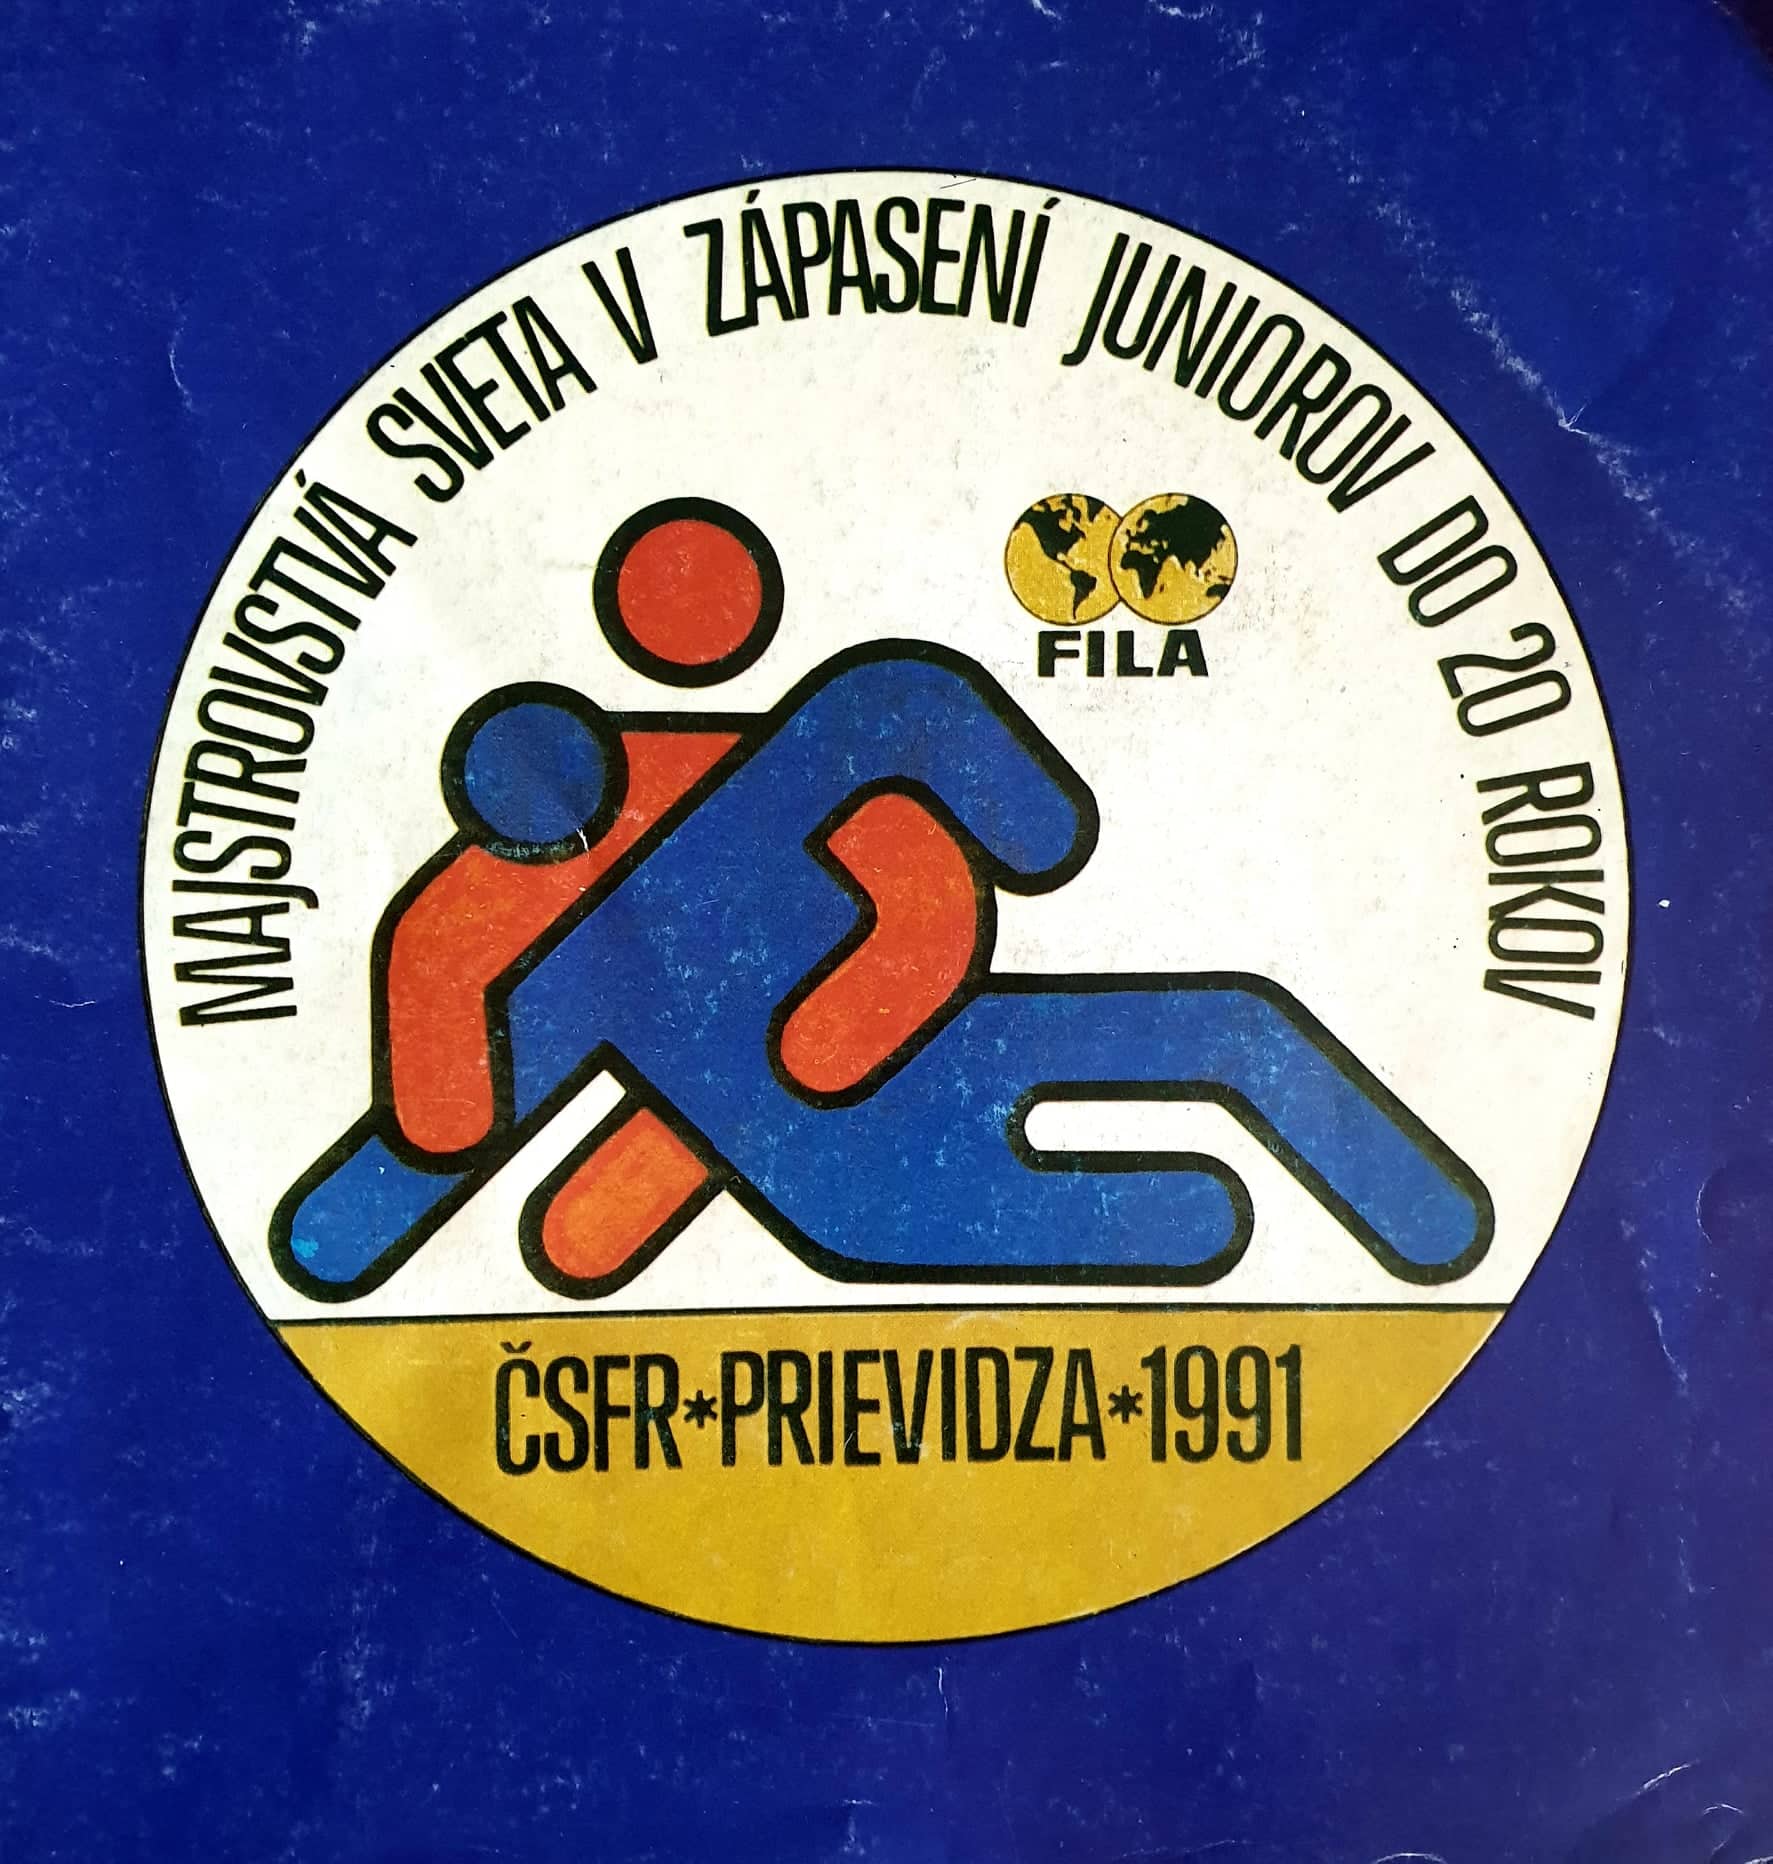 MAJSTROVSTVÁ SVETA V ZÁPASENÍ JUNIOROV DO 20 ROKOV
FILA
ČSFR*PRIEVIDZA*1991